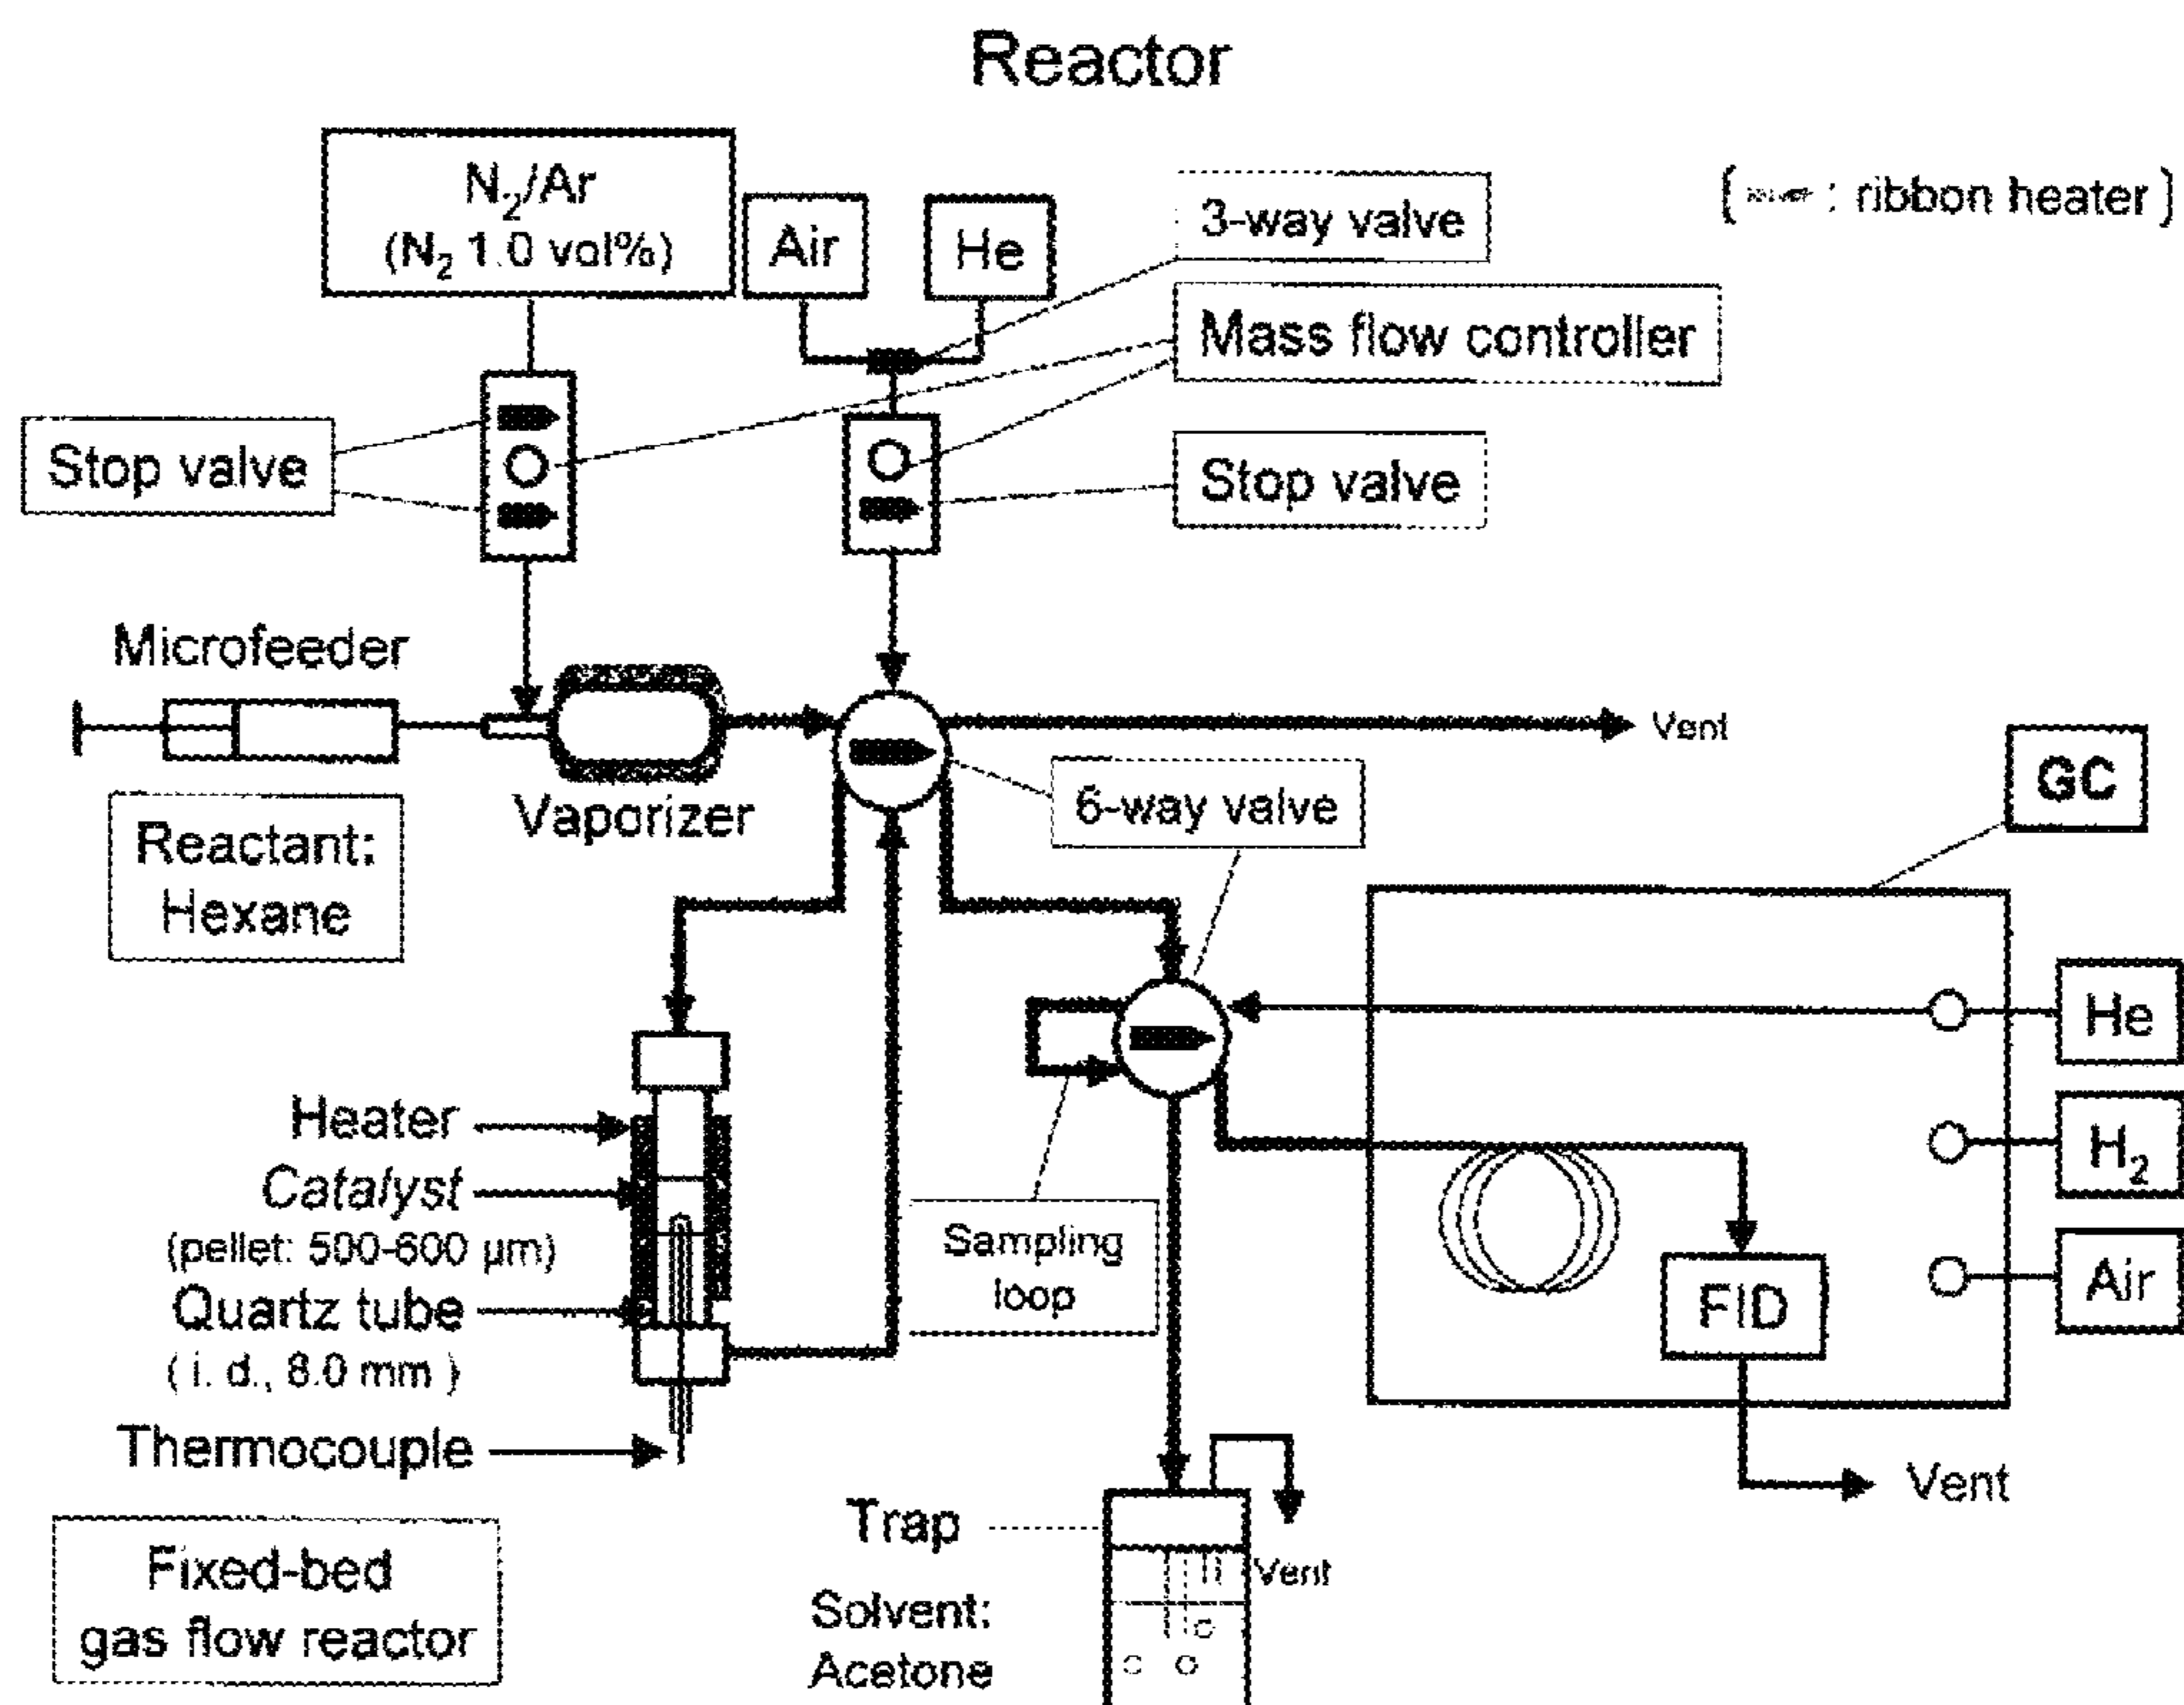 Reactor
N₂/Ar
(N₂ 1.0 vol%)
Air
He
3-way valve
[ : ribbon heater]
Mass flow controller
Stop valve
Stop valve
Microfeeder
Vent
Vaporizer
6-way valve
GC
Reactant:
Hexane
He
Heater
Catalyst
(pellet: 500-600 μm)
Quartz tube
( i. d., 8.0 mm )
Thermocouple
Sampling
loop
H₂
Air
FID
Vent
Trap
Vent
Solvent:
Acetone
Fixed-bed
gas flow reactor